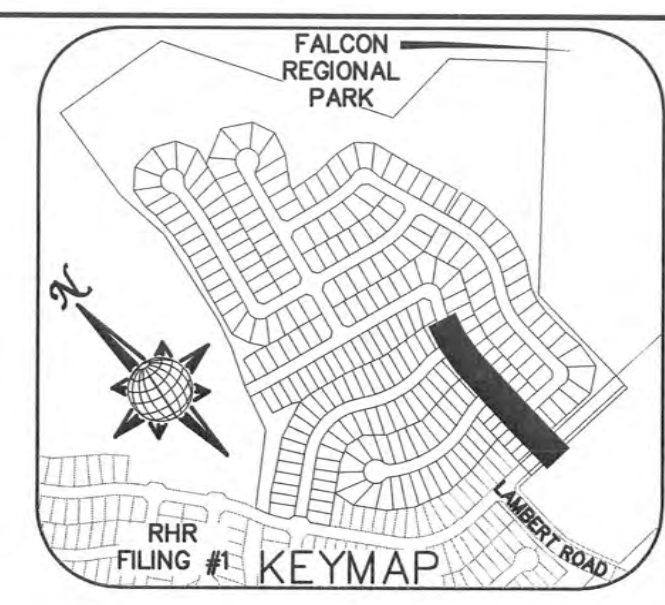 FALCON
REGIONAL
PARK
N
LAMBERT ROAD
RHR
FILING #1
KEYMAP